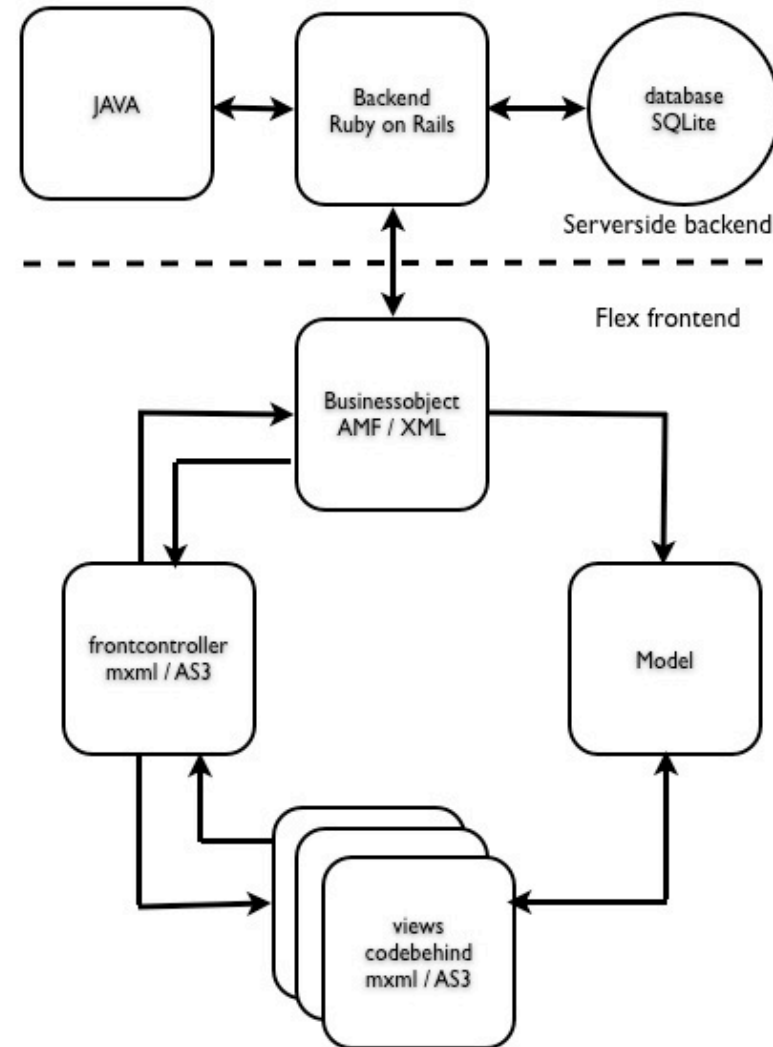 JAVA
Backend
Ruby on Rails
database
SQLite
Serverside backend
Flex frontend
Businessobject
AMF / XML
frontcontroller
mxml / AS3
Model
views
codebehind
mxml / AS3